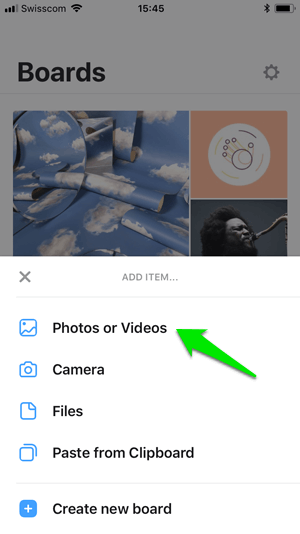 Swisscom 15:45
Boards
ADD ITEM...
Photos or Videos
Camera
Files
Paste from Clipboard
Create new board